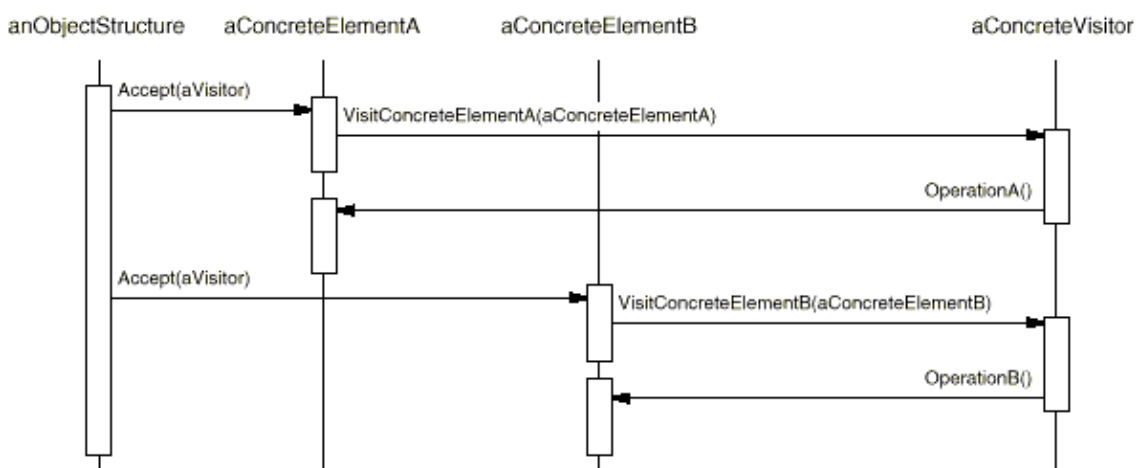 anObjectStructure aConcreteElementA aConcreteElementB aConcreteVisitor
Accept(aVisitor)
VisitConcreteElementA(aConcreteElementA)
OperationA()
Accept(aVisitor)
VisitConcreteElementB(aConcreteElementB)
OperationB()